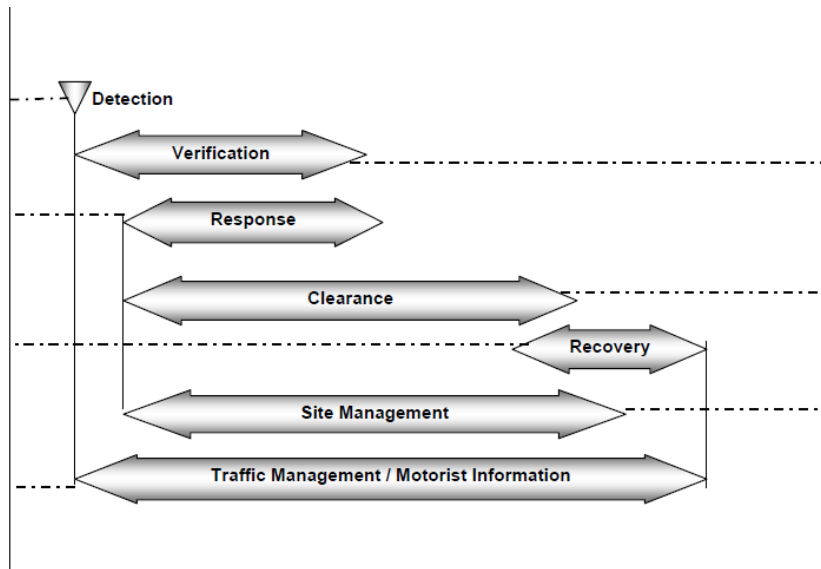 Detection
Verification
Response
Clearance
Recovery
Site Management
Traffic Management / Motorist Information